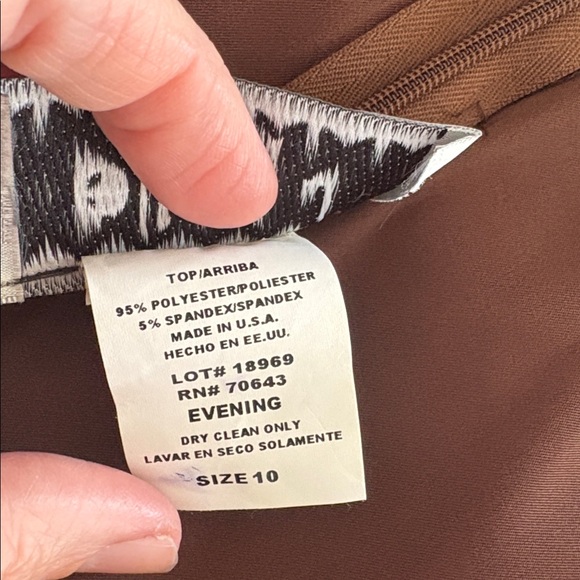 TOP/ARRIBA
95% POLYESTER/POLIESTER
5% SPANDEX/SPANDEX
MADE IN U.S.A.
HECHO EN EE.UU.
LOT# 18969
RN# 70643
EVENING
DRY CLEAN ONLY
LAVAR EN SECO SOLAMENTE
SIZE 10